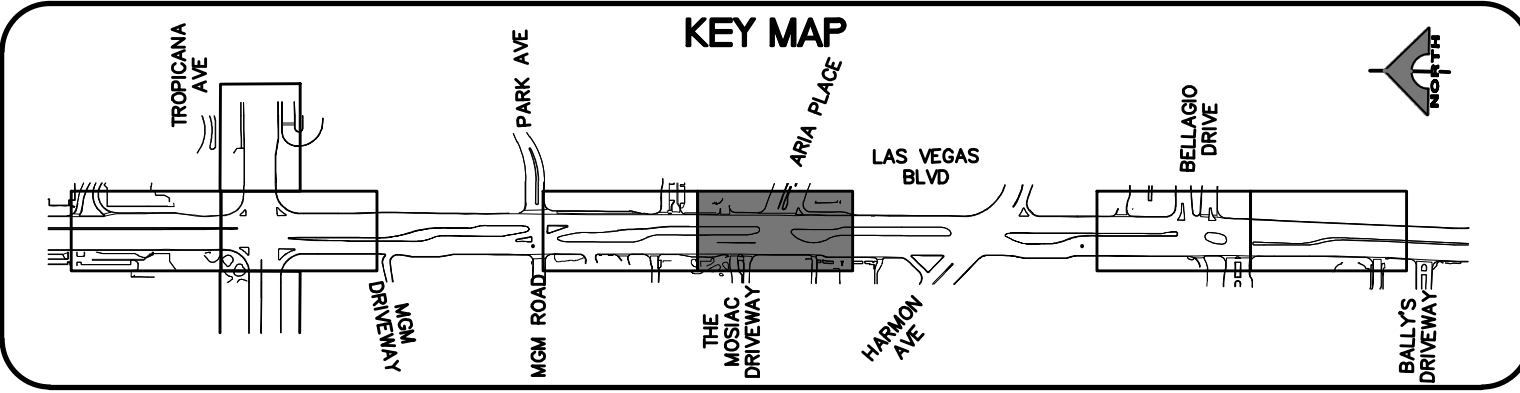 KEY MAP
TROPICANA
AVE
PARK AVE
ARIA PLACE
LAS VEGAS
BLVD
BELLAGIO
DRIVE
NORTH
MGM
DRIVEWAY
MGM ROAD
THE
MOSIAC
DRIVEWAY
HARMON
AVE
BALLY'S
DRIVEWAY